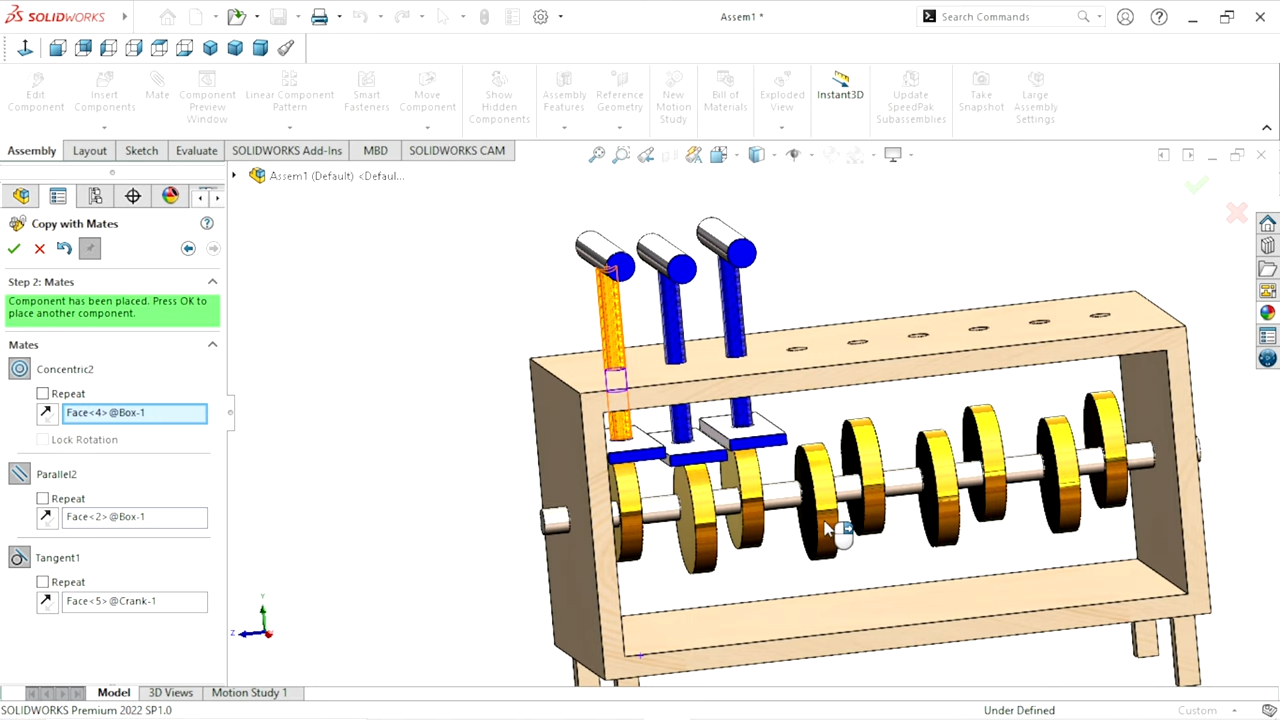 SOLIDWORKS
Assem1 *
Search Commands
Edit
Component
Insert
Components
Mate
Component
Preview
Window
Linear Component
Pattern
Smart
Fasteners
Move
Component
Show
Hidden
Components
Assembly
Features
Reference
Geometry
New
Motion
Study
Bill of
Materials
Exploded
View
Instant3D
Update
SpeedPak
Subassemblies
Take
Snapshot
Large
Assembly
Settings
Assembly
Layout
Sketch
Evaluate
SOLIDWORKS Add-Ins
MBD
SOLIDWORKS CAM
Assem1 (Default) <Defaul...
Copy with Mates
Step 2: Mates
Component has been placed. Press OK to
place another component.
Mates
Concentric2
Repeat
Face<4>@Box-1
Lock Rotation
Parallel2
Repeat
Face<2>@Box-1
Tangent1
Repeat
Face<5>@Crank-1
Y
Z
Model
3D Views
Motion Study 1
SOLIDWORKS Premium 2022 SP1.0
Under Defined
Custom